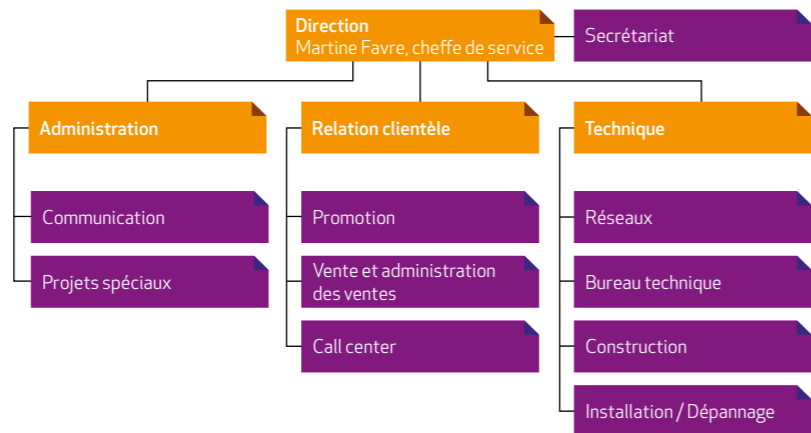 Direction
Martine Favre, cheffe de service
Secrétariat
Administration
Relation clientèle
Technique
Communication
Promotion
Réseaux
Projets spéciaux
Vente et administration
des ventes
Bureau technique
Call center
Construction
Installation / Dépannage